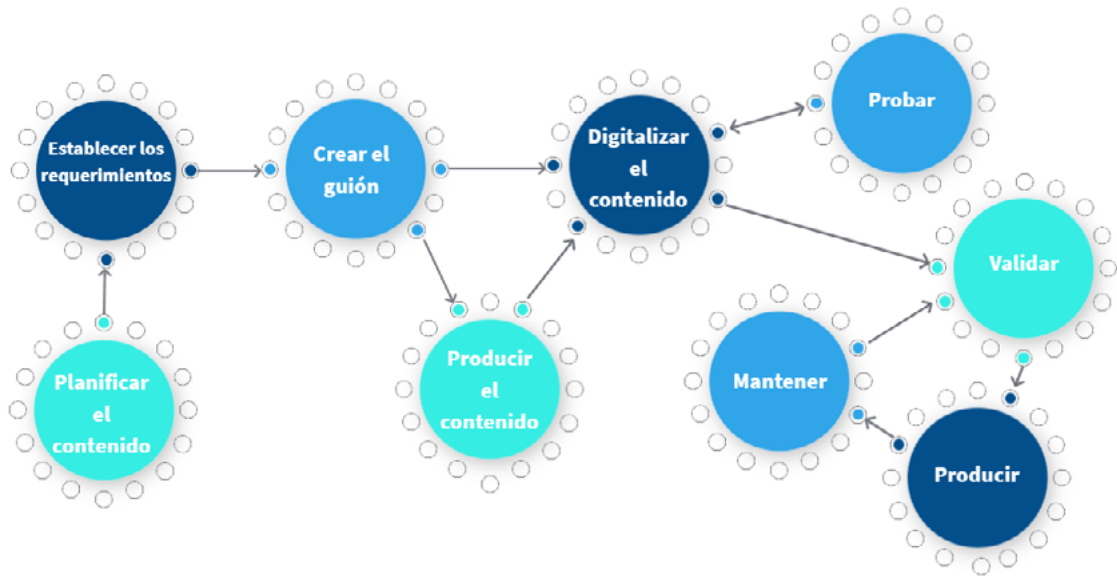 Establecer los
requerimientos
Planificar
el
contenido
Crear el
guión
Producir
el
contenido
Digitalizar
el
contenido
Probar
Validar
Mantener
Producir